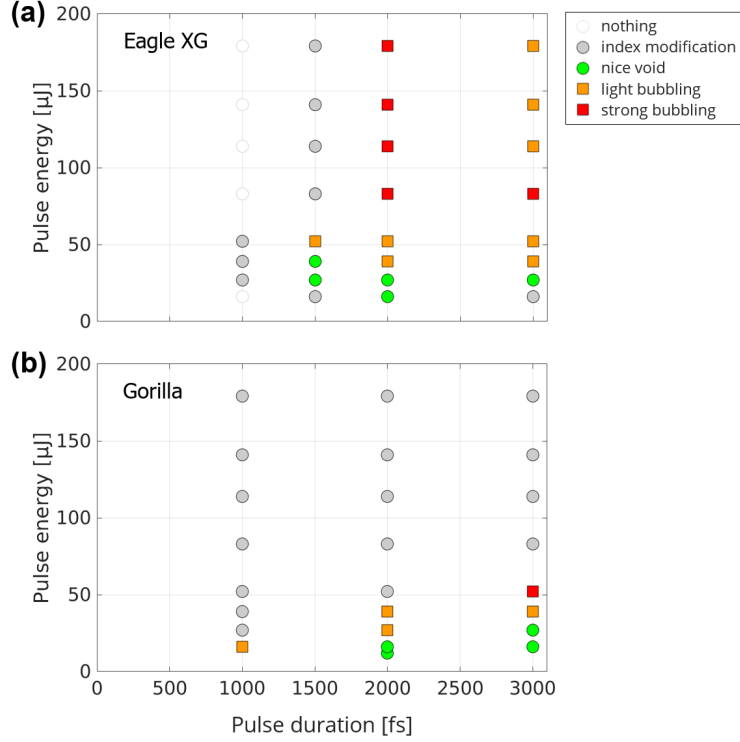 (a)
Eagle XG
Pulse energy [µJ]
200
150
100
50
0
nothing
index modification
nice void
light bubbling
strong bubbling
(b)
Gorilla
Pulse energy [µJ]
200
150
100
50
0
0 500 1000 1500 2000 2500 3000
Pulse duration [fs]